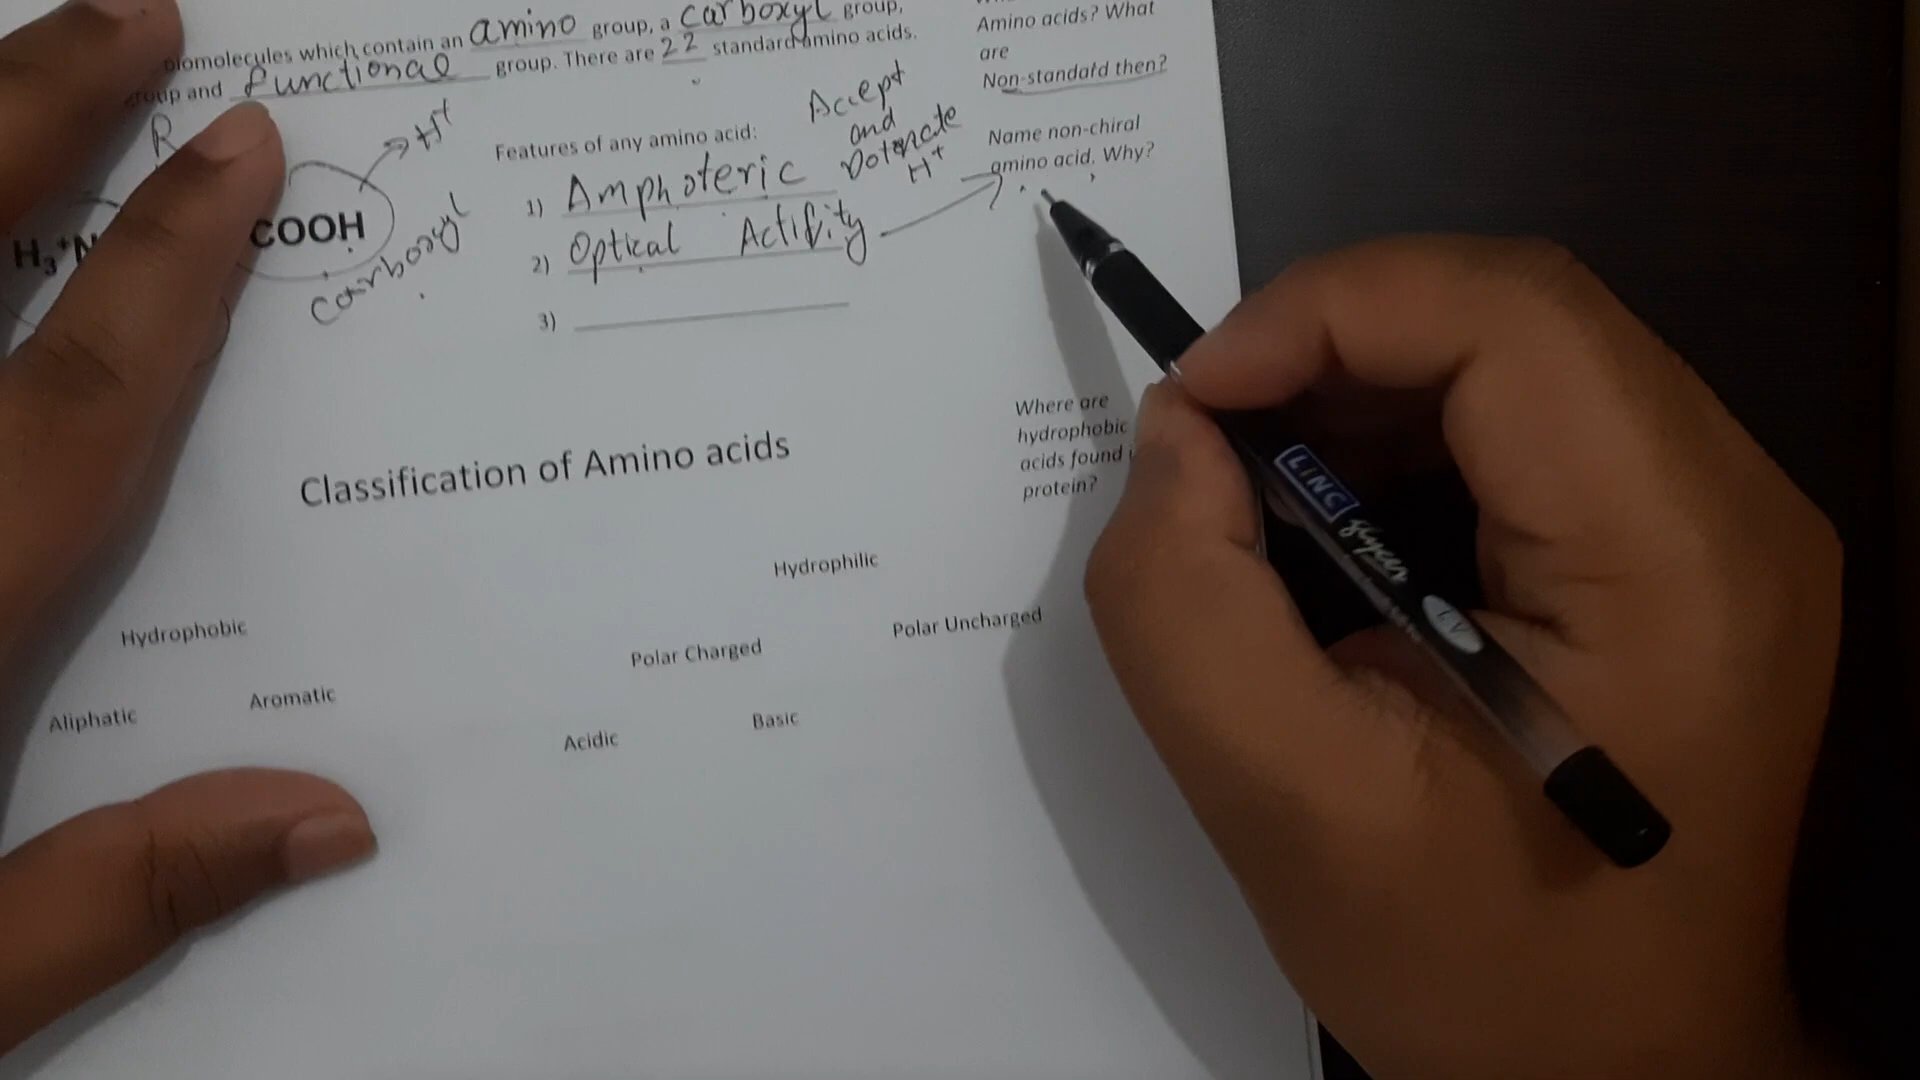 biomolecules which contain an amino group, a carboxyl group,
group and functional group. There are 22 standard amino acids.
Amino acids? What
are
Non-standard then?
R
H+
H3+N
COOH
carboxyl
Features of any amino acid:
1) Amphoteric
Accept
and
Dotonate
H+
2) Optical Actifity
3)
Name non-chiral
amino acid, Why?
Where are
hydrophobic
acids found
protein?
Classification of Amino acids
Hydrophilic
Hydrophobic
Polar Charged
Polar Uncharged
Aliphatic
Aromatic
Acidic
Basic
LINC
glycer